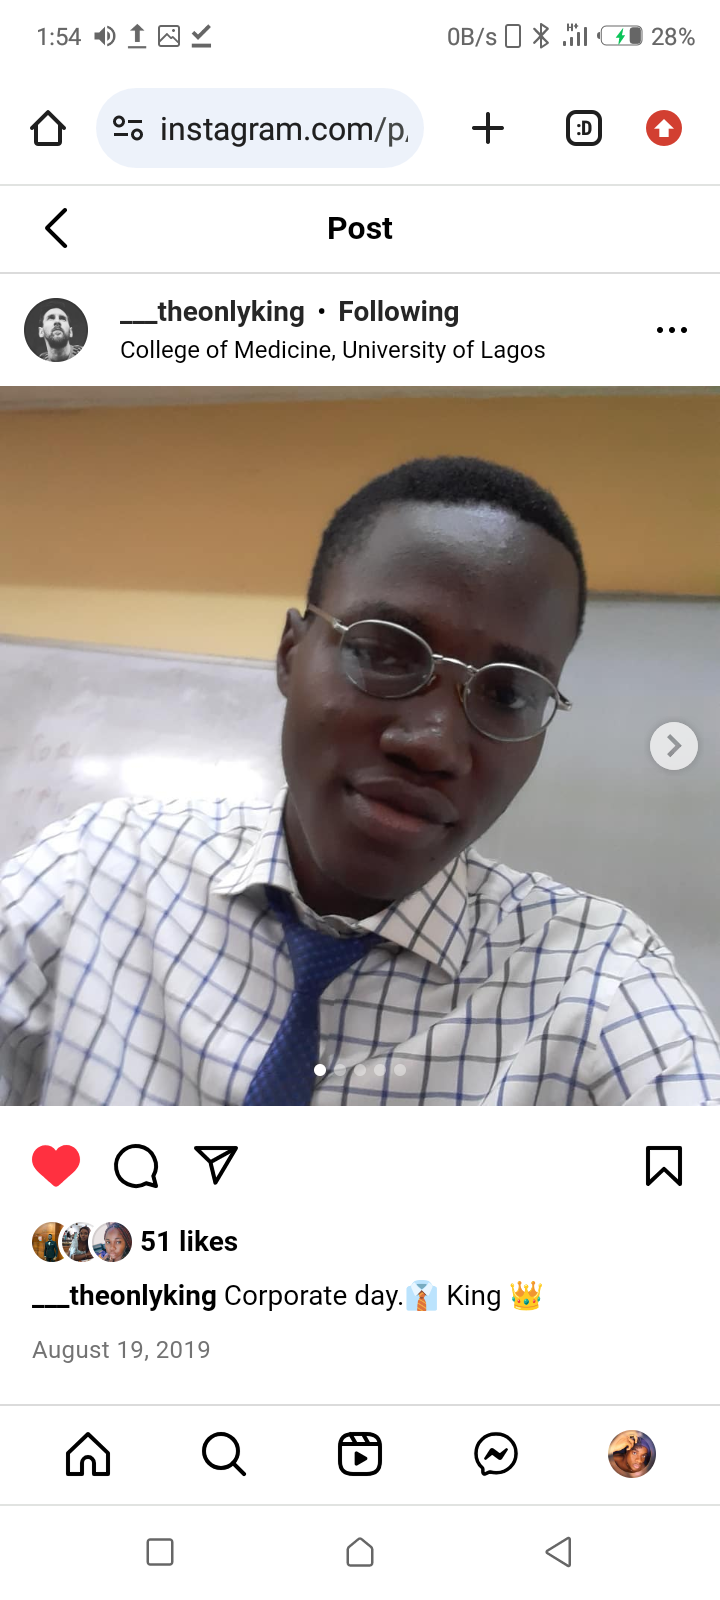 1:54 0B/s 28%
instagram.com/p/ :D
Post
___theonlyking • Following
College of Medicine, University of Lagos
51 likes
___theonlyking Corporate day.👔 King 👑
August 19, 2019